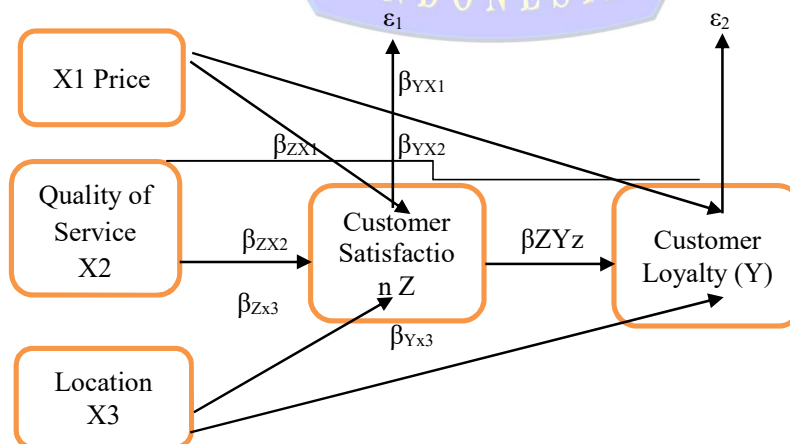 INDONESIA
ε1
ε2
X1 Price
βYX1
βZX1
βYX2
Quality of
Service
X2
βZX2
Customer
Satisfactio
n Z
βZYz
Customer
Loyalty (Y)
βZx3
βYx3
Location
X3